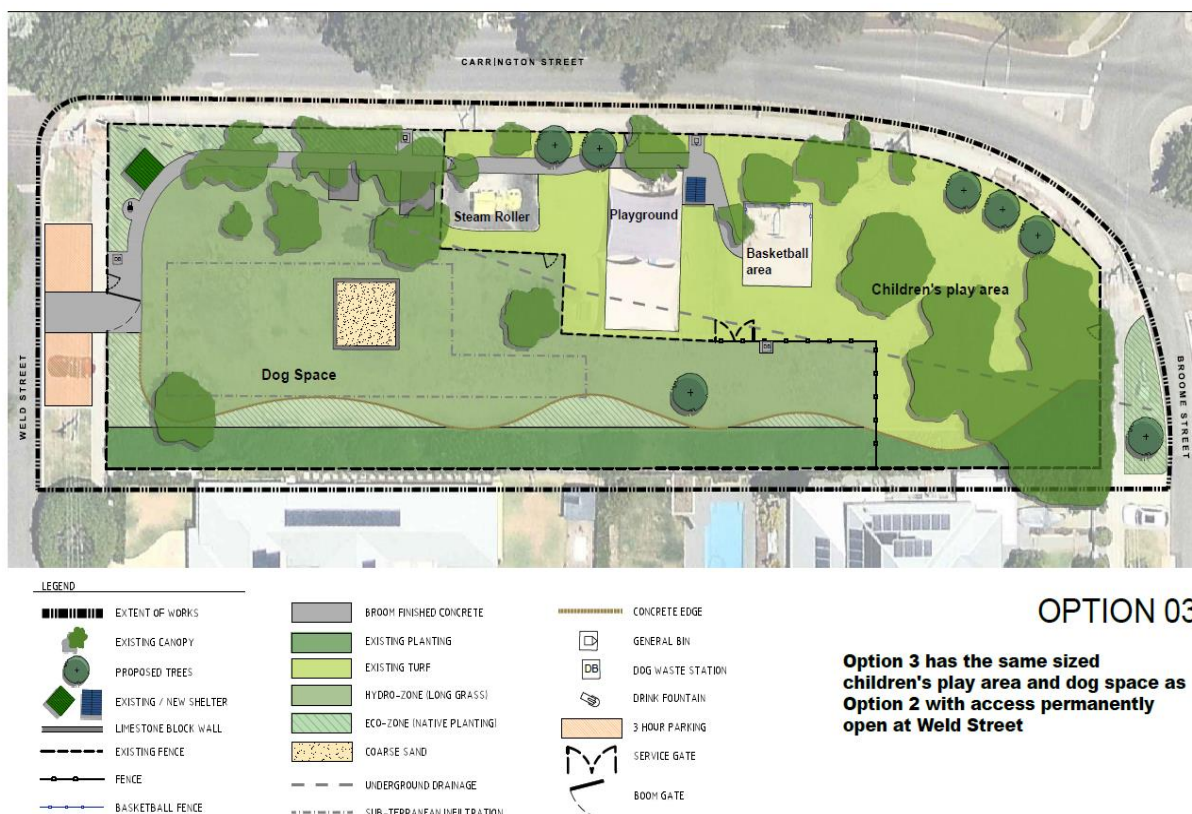 CARRINGTON STREET
Steam Roller
Playground
Basketball
area
Children's play area
DB
DB
Dog Space
WELD STREET
BROOME STREET
LEGEND
EXTENT OF WORKS
EXISTING CANOPY
PROPOSED TREES
EXISTING / NEW SHELTER
LIMESTONE BLOCK WALL
EXISTING FENCE
FENCE
BASKETBALL FENCE
BROOM FINISHED CONCRETE
EXISTING PLANTING
EXISTING TURF
HYDRO-ZONE (LONG GRASS)
ECO-ZONE (NATIVE PLANTING)
COARSE SAND
UNDERGROUND DRAINAGE
SUB-TERRANEAN INFILTRATION
CONCRETE EDGE
GENERAL BIN
DB
DOG WASTE STATION
DRINK FOUNTAIN
3 HOUR PARKING
SERVICE GATE
BOOM GATE
OPTION 03
Option 3 has the same sized
children's play area and dog space as
Option 2 with access permanently
open at Weld Street